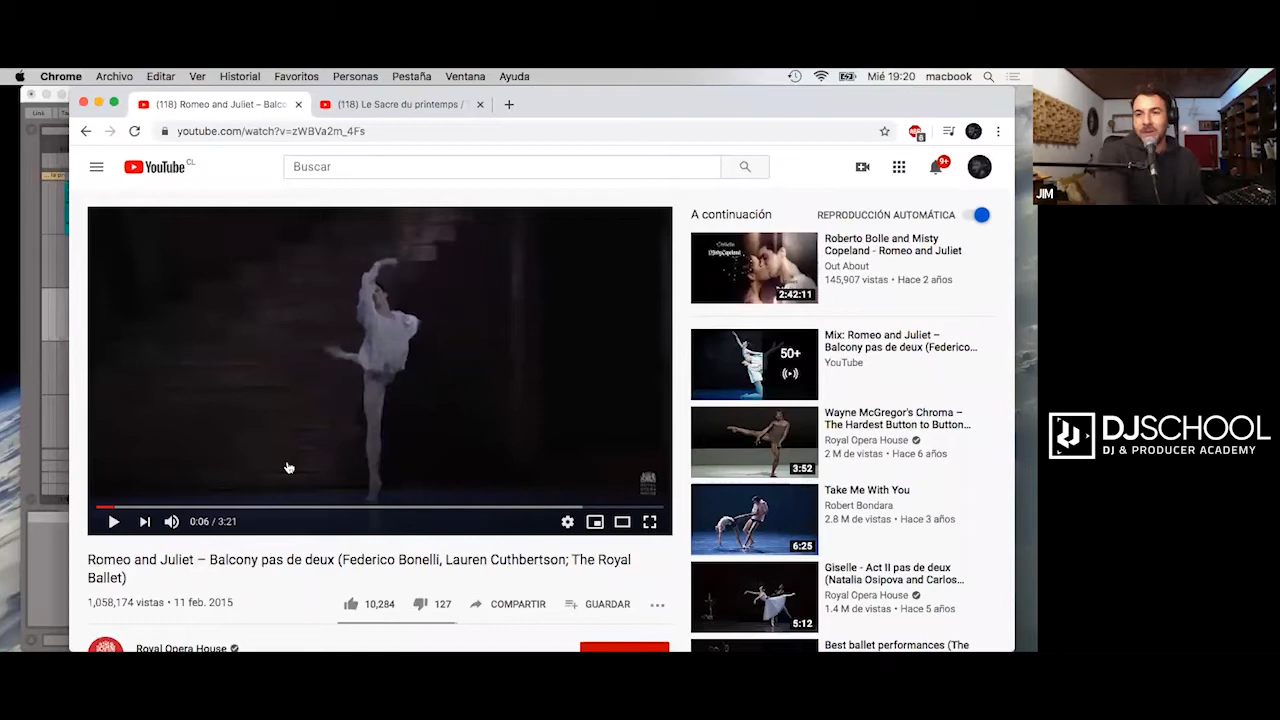 Chrome Archivo Editar Ver Historial Favoritos Personas Pestaña Ventana Ayuda Mié 19:20 macbook
Link
(118) Romeo and Juliet – Balco
(118) Le Sacre du printemps /
youtube.com/watch?v=zWBVa2m_4Fs
YouTube CL
Buscar
9+
JIM
A continuación
REPRODUCCIÓN AUTOMÁTICA
Roberto Bolle and Misty
Copeland - Romeo and Juliet
Out About
145,907 vistas • Hace 2 años
2:42:11
Mix: Romeo and Juliet –
Balcony pas de deux (Federico...
YouTube
50+
Wayne McGregor's Chroma –
The Hardest Button to Button...
Royal Opera House
2 M de vistas • Hace 6 años
3:52
Take Me With You
Robert Bondara
2.8 M de vistas • Hace 3 años
6:25
Giselle - Act II pas de deux
(Natalia Osipova and Carlos...
Royal Opera House
1.4 M de vistas • Hace 5 años
5:12
Best ballet performances (The
0:06 / 3:21
Romeo and Juliet – Balcony pas de deux (Federico Bonelli, Lauren Cuthbertson; The Royal
Ballet)
1,058,174 vistas • 11 feb. 2015
10,284 127 COMPARTIR GUARDAR
Royal Opera House
DJSCHOOL
DJ & PRODUCER ACADEMY